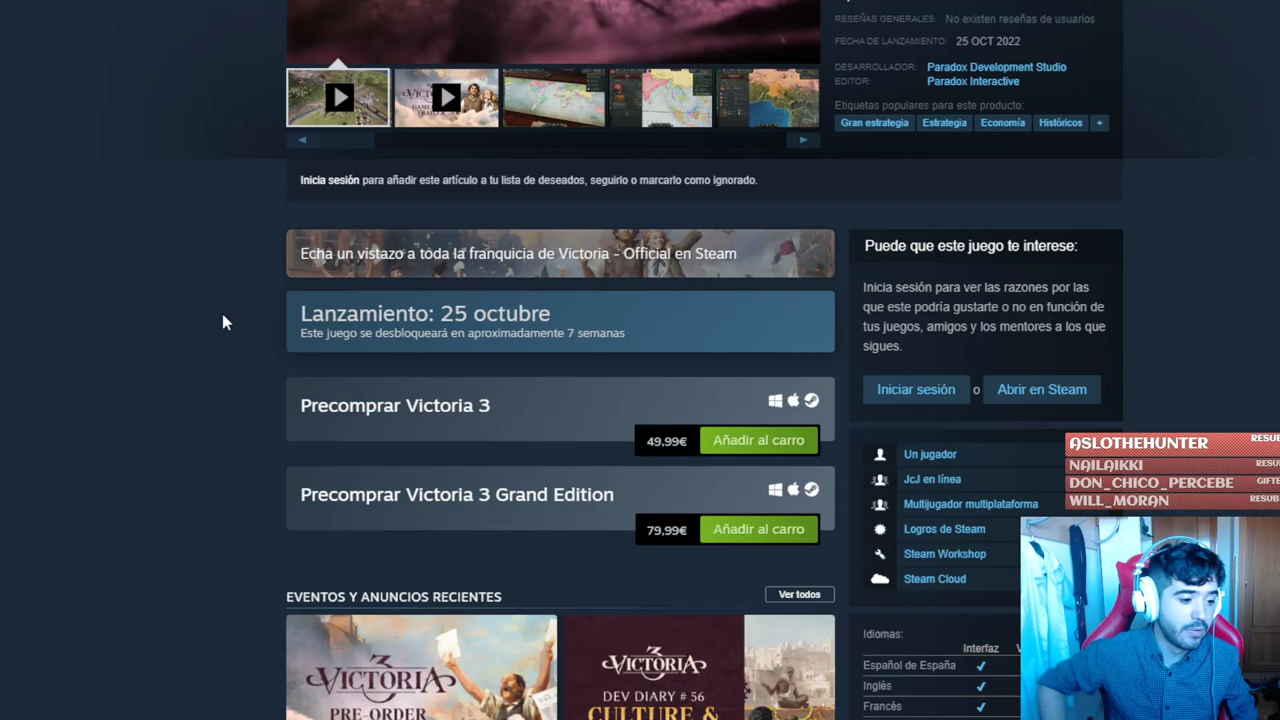 RESEÑAS GENERALES: No existen reseñas de usuarios
FECHA DE LANZAMIENTO: 25 OCT 2022
DESARROLLADOR: Paradox Development Studio
EDITOR: Paradox Interactive
Etiquetas populares para este producto:
Gran estrategia Estrategia Economía Históricos +
Inicia sesión para añadir este artículo a tu lista de deseados, seguirlo o marcarlo como ignorado.
Echa un vistazo a toda la franquicia de Victoria - Official en Steam
Lanzamiento: 25 octubre
Este juego se desbloqueará en aproximadamente 7 semanas
Precomprar Victoria 3
49,99€ Añadir al carro
Precomprar Victoria 3 Grand Edition
79,99€ Añadir al carro
EVENTOS Y ANUNCIOS RECIENTES Ver todos
VICTORIA 3
PRE-ORDER
VICTORIA 3
DEV DIARY # 56
CULTURE &
Puede que este juego te interese:
Inicia sesión para ver las razones por las
que este podría gustarte o no en función de
tus juegos, amigos y los mentores a los que
sigues.
Iniciar sesión o Abrir en Steam
Un jugador
JcJ en línea
Multijugador multiplataforma
Logros de Steam
Steam Workshop
Steam Cloud
Idiomas:
Interfaz
Español de España ✓
Inglés ✓
Francés ✓
ASLOTHEHUNTER RESUB
NAILAIKKI RESU
DON_CHICO_PERCEBE GIFTE
WILL_MORAN RESUB